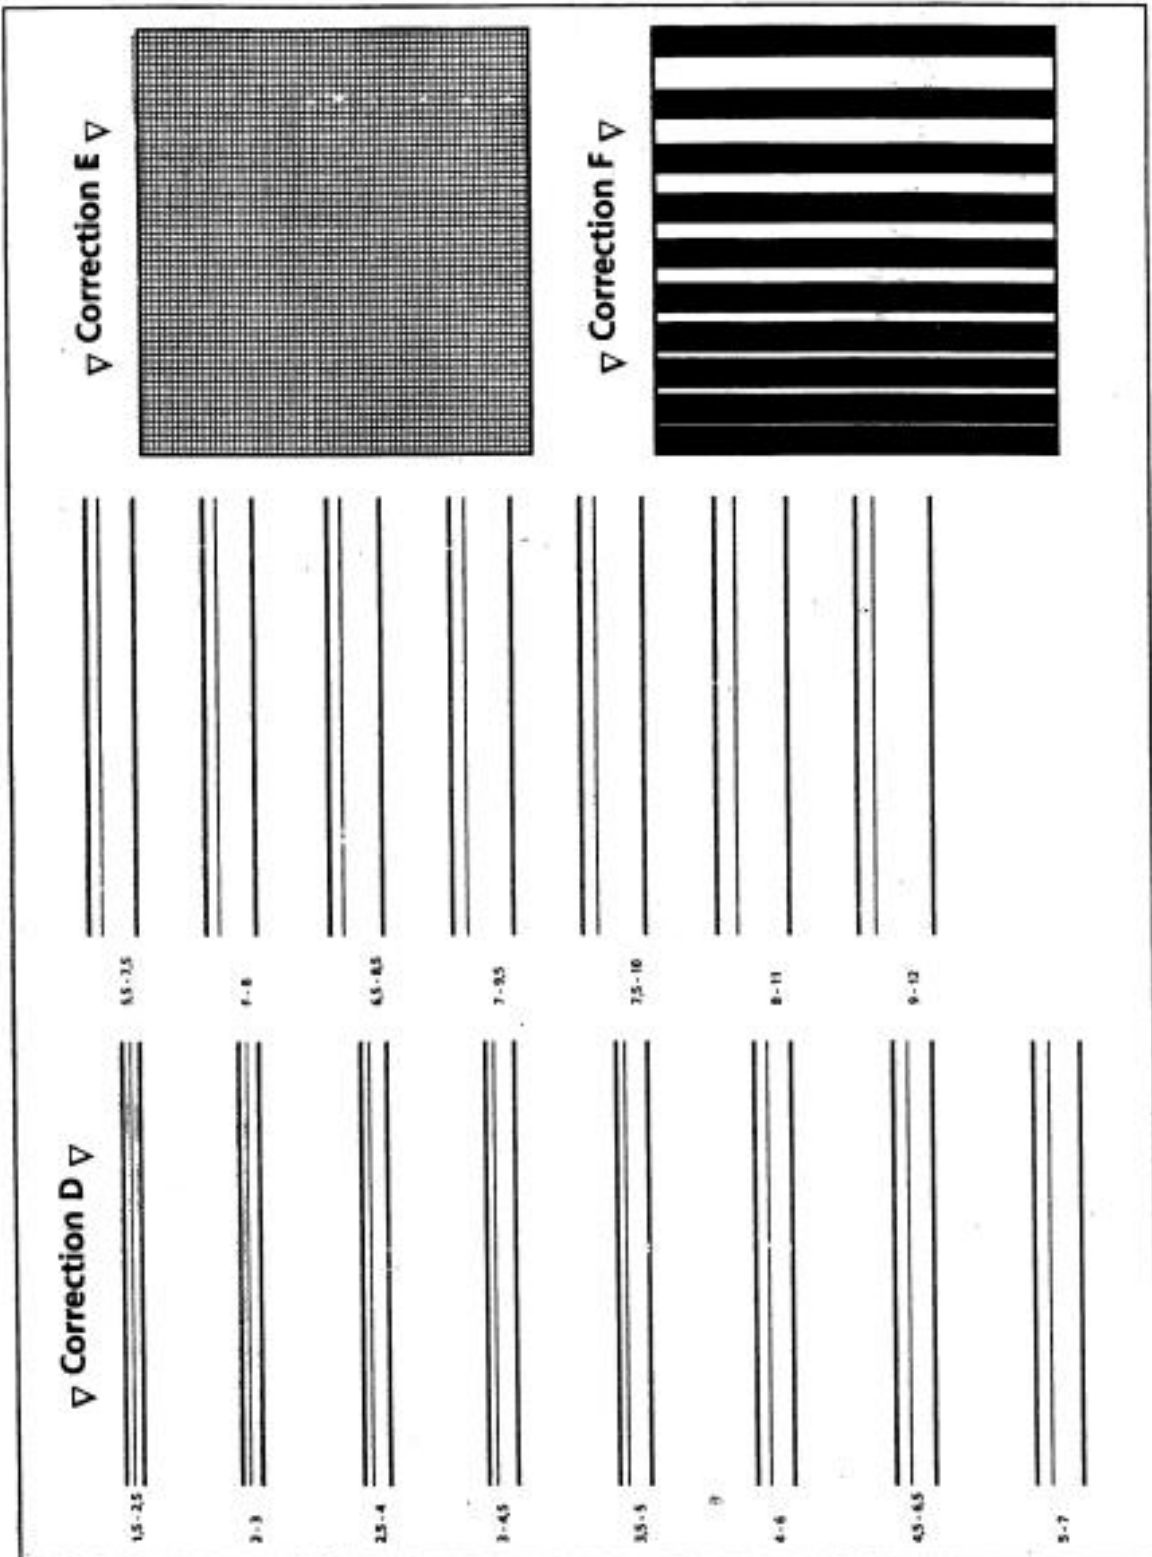 ▽ Correction D ▽
1,5 - 2,5
2 - 3
2,5 - 4
3 - 4,5
3,5 - 5
4 - 6
4,5 - 6,5
5 - 7
5,5 - 7,5
6,5 - 8,5
7 - 9,5
7,5 - 10
8 - 11
9 - 12
▽ Correction E ▽
▽ Correction F ▽